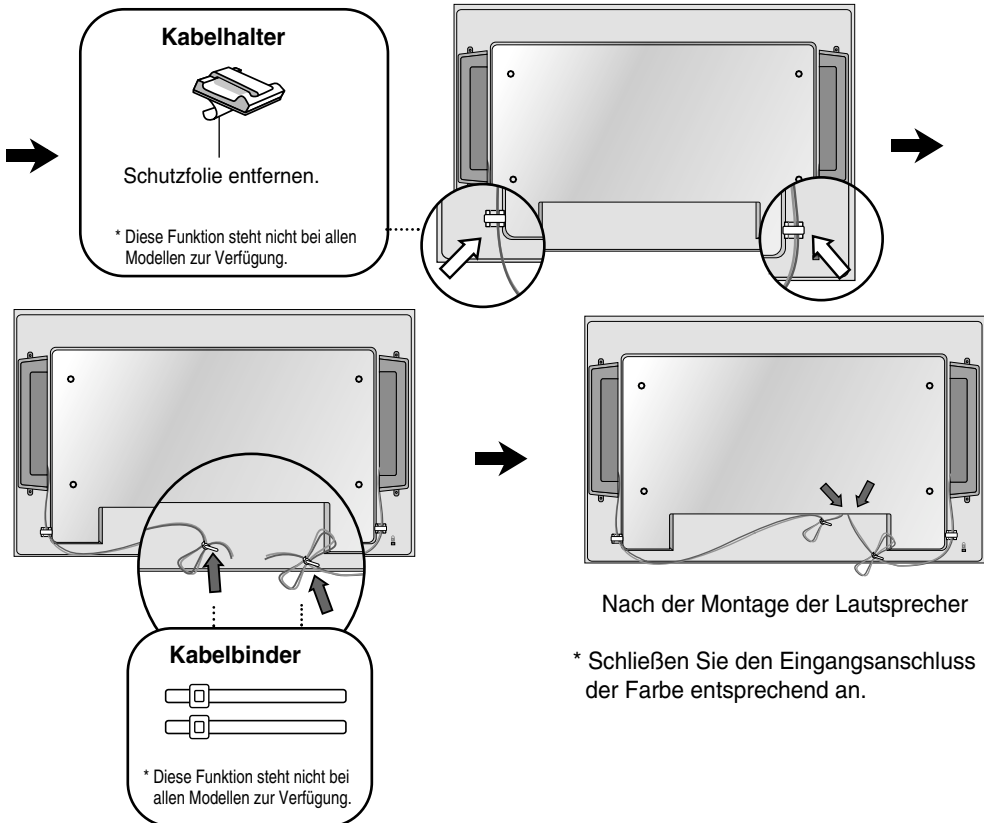 Kabelhalter
Schutzfolie entfernen.
* Diese Funktion steht nicht bei allen
Modellen zur Verfügung.
Kabelbinder
* Diese Funktion steht nicht bei
allen Modellen zur Verfügung.
Nach der Montage der Lautsprecher
* Schließen Sie den Eingangsanschluss
der Farbe entsprechend an.